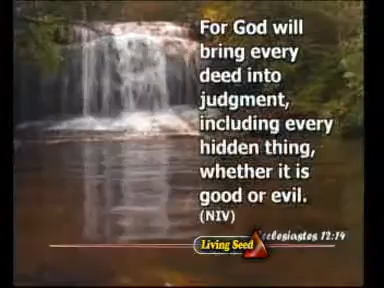 For God will
bring every
deed into
judgment,
including every
hidden thing,
whether it is
good or evil.
(NIV)
cclesiastes 12:14
Living Seed